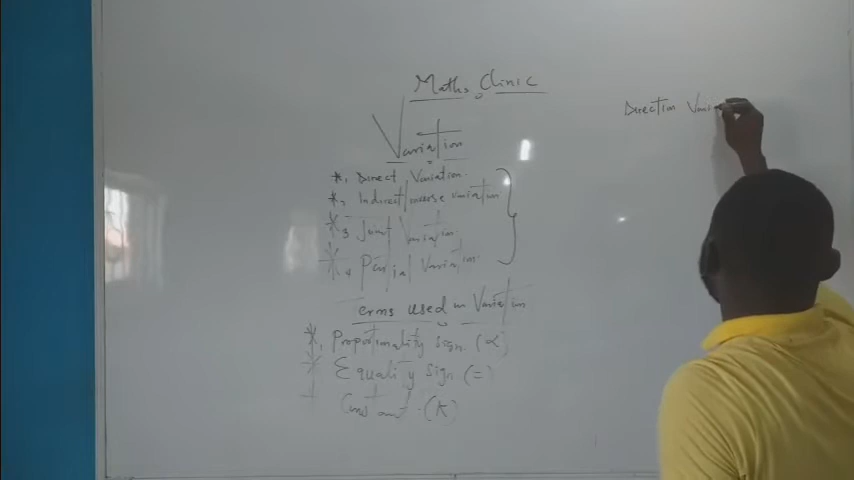 Maths Clinic
Variation
*1 Direct Variation.
*2 Indirect/inverse variation
*3 Joint Variation.
*4 Partial Variation.
Terms used in Variation
*1 Proportionality sign. (∝)
* Equality sign (=)
* Constant. (K)
Direction Varia